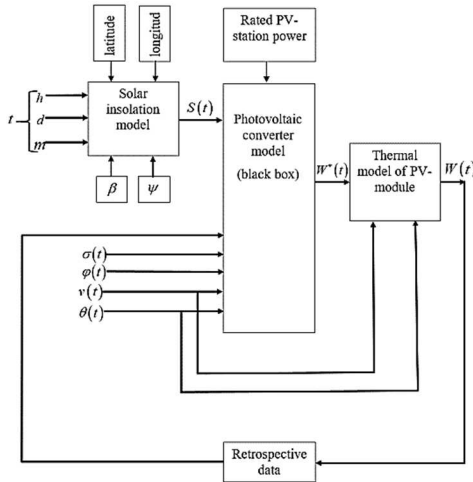 latitude
longitud
Rated PV-
station power
t
h
d
m
Solar
insolation
model
S(t)
Photovoltaic
converter
model
(black box)
W*(t)
Thermal
model of PV-
module
W(t)
β
ψ
σ(t)
φ(t)
v(t)
θ(t)
Retrospective
data